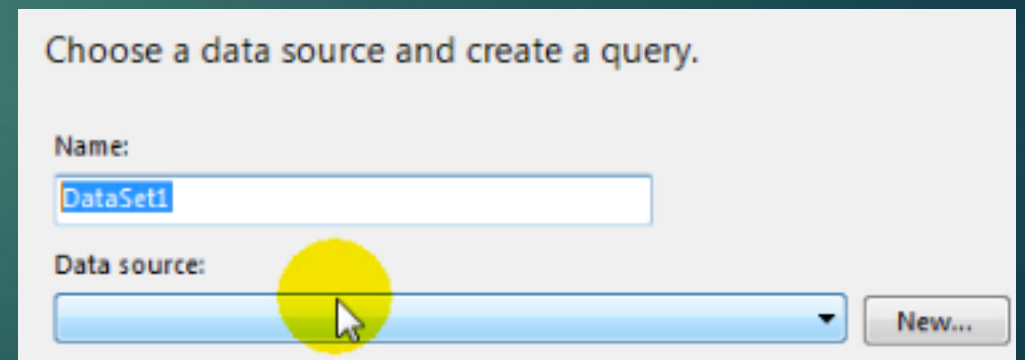 Choose a data source and create a query.
Name:
DataSet1
Data source:
New...